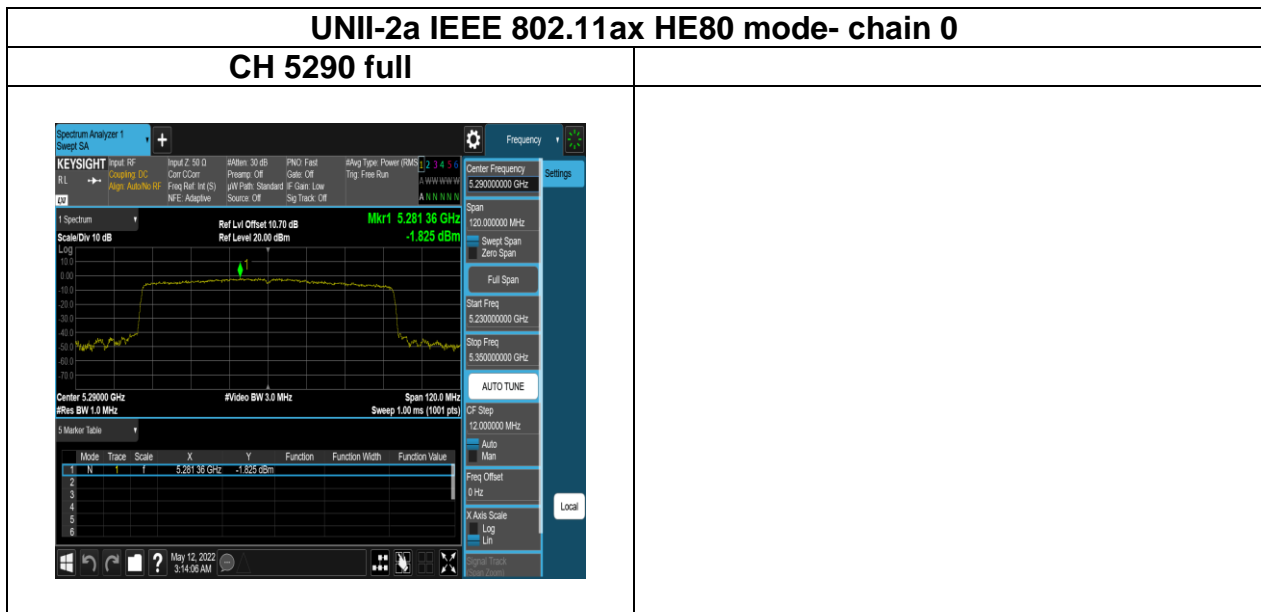 UNII-2a IEEE 802.11ax HE80 mode- chain 0
CH 5290 full
Spectrum Analyzer 1
Swept SA
Frequency
KEYSIGHT
RL
Input: RF
Coupling: DC
Align: Auto/No RF
Input Z: 50 Ω
Corr CCorr
Freq Ref: Int (S)
NFE: Adaptive
#Atten: 30 dB
Preamp: Off
µW Path: Standard
Source: Off
PNO: Fast
Gate: Off
IF Gain: Low
Sig Track: Off
#Avg Type: Power (RMS
Trig: Free Run
1 2 3 4 5 6
A W W W W W
A N N N N N
Center Frequency
5.290000000 GHz
Settings
1 Spectrum
Scale/Div 10 dB
Ref Lvl Offset 10.70 dB
Ref Level 20.00 dBm
Mkr1 5.281 36 GHz
-1.825 dBm
Log
10.0
0.00
-10.0
-20.0
-30.0
-40.0
-50.0
-60.0
-70.0
1
Center 5.29000 GHz
#Res BW 1.0 MHz
#Video BW 3.0 MHz
Span 120.0 MHz
Sweep 1.00 ms (1001 pts)
Span
120.000000 MHz
Swept Span
Zero Span
Full Span
Start Freq
5.230000000 GHz
Stop Freq
5.350000000 GHz
AUTO TUNE
CF Step
12.000000 MHz
Auto
Man
Freq Offset
0 Hz
X Axis Scale
Log
Lin
Signal Track
(Span Zoom)
Local
5 Marker Table
Mode Trace Scale X Y Function Function Width Function Value
1 N 1 f 5.281 36 GHz -1.825 dBm
2
3
4
5
6
May 12, 2022
3:14:06 AM